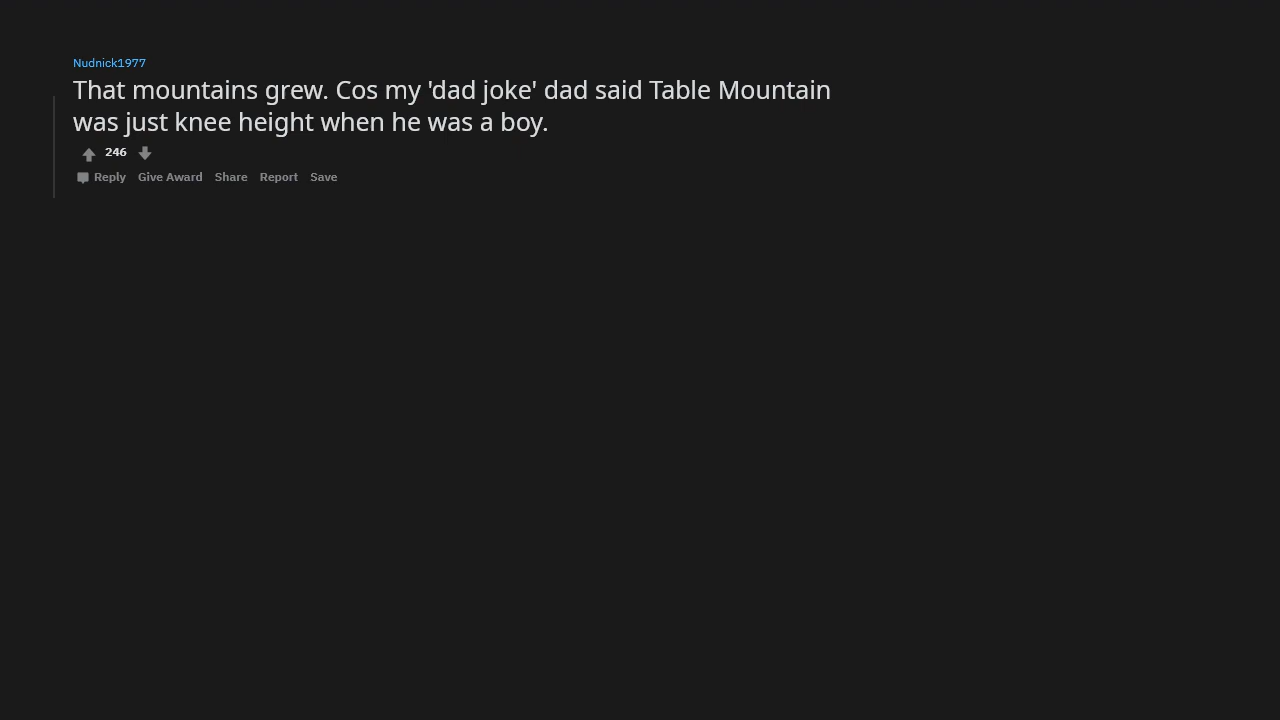 Nudnick1977
That mountains grew. Cos my 'dad joke' dad said Table Mountain
was just knee height when he was a boy.
246
Reply Give Award Share Report Save